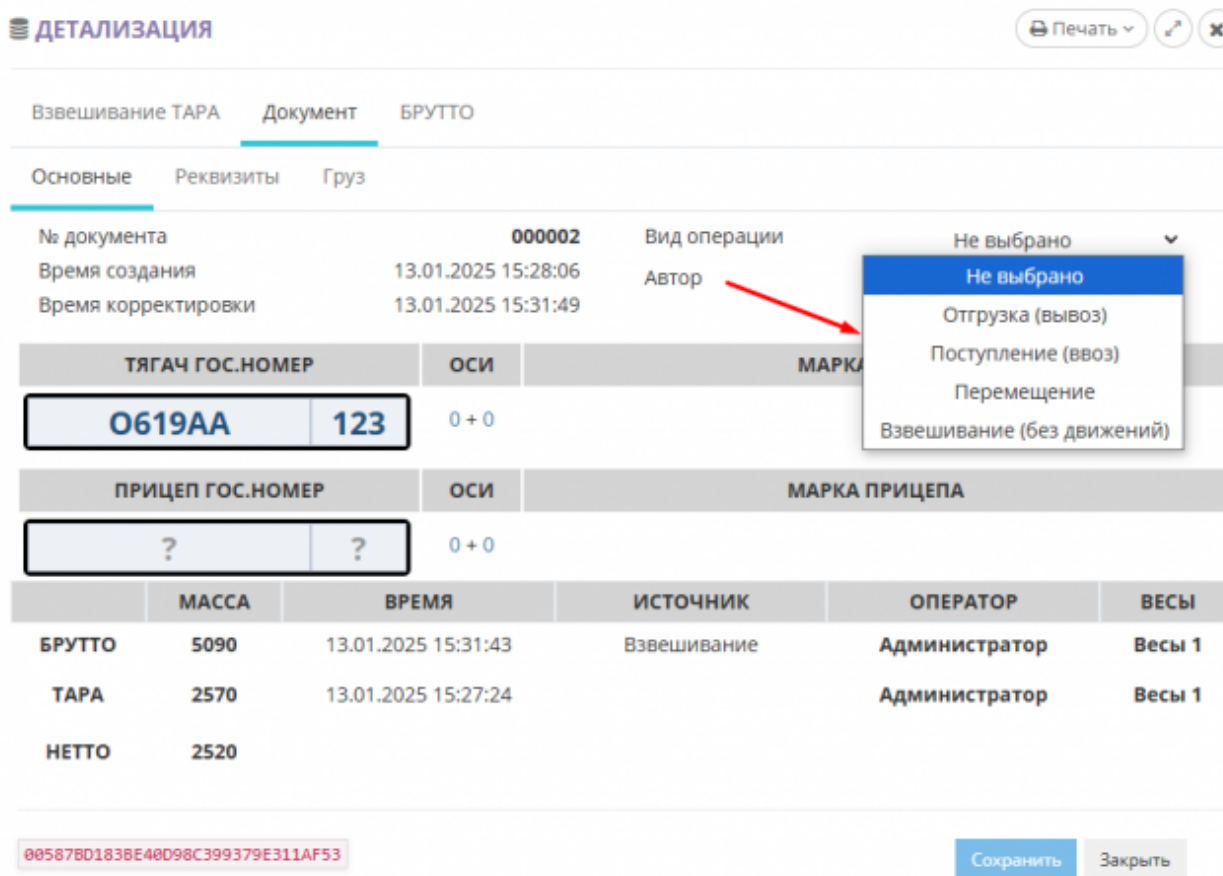 ДЕТАЛИЗАЦИЯ
Печать
Взвешивание ТАРА Документ БРУТТО
Основные Реквизиты Груз
№ документа 000002 Вид операции Не выбрано
Время создания 13.01.2025 15:28:06 Автор
Время корректировки 13.01.2025 15:31:49
Не выбрано
Отгрузка (вывоз)
Поступление (ввоз)
Перемещение
Взвешивание (без движений)
ТЯГАЧ ГОС.НОМЕР ОСИ МАРКА
О619АА 123 0 + 0
ПРИЦЕП ГОС.НОМЕР ОСИ МАРКА ПРИЦЕПА
? ? 0 + 0
МАССА ВРЕМЯ ИСТОЧНИК ОПЕРАТОР ВЕСЫ
БРУТТО 5090 13.01.2025 15:31:43 Взвешивание Администратор Весы 1
ТАРА 2570 13.01.2025 15:27:24 Администратор Весы 1
НЕТТО 2520
00587BD183BE40D98C399379E311AF53
Сохранить Закрыть